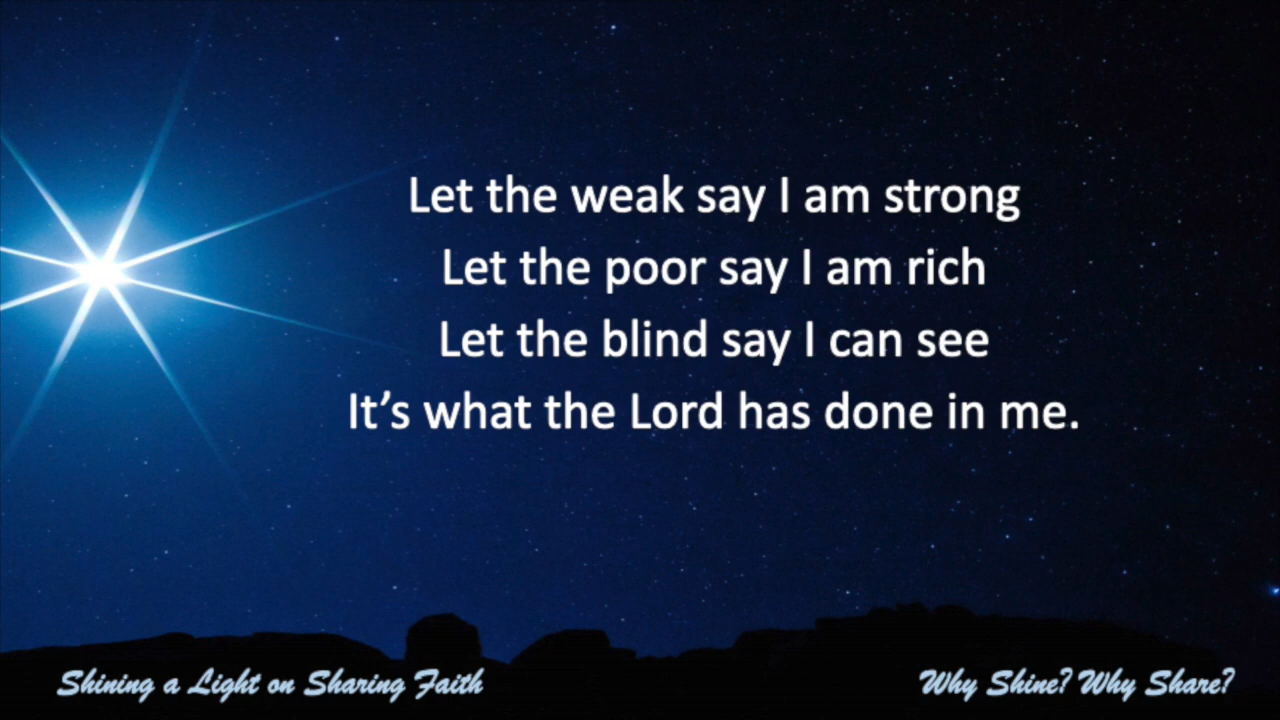 Let the weak say I am strong
Let the poor say I am rich
Let the blind say I can see
It’s what the Lord has done in me.
Shining a Light on Sharing Faith
Why Shine? Why Share?